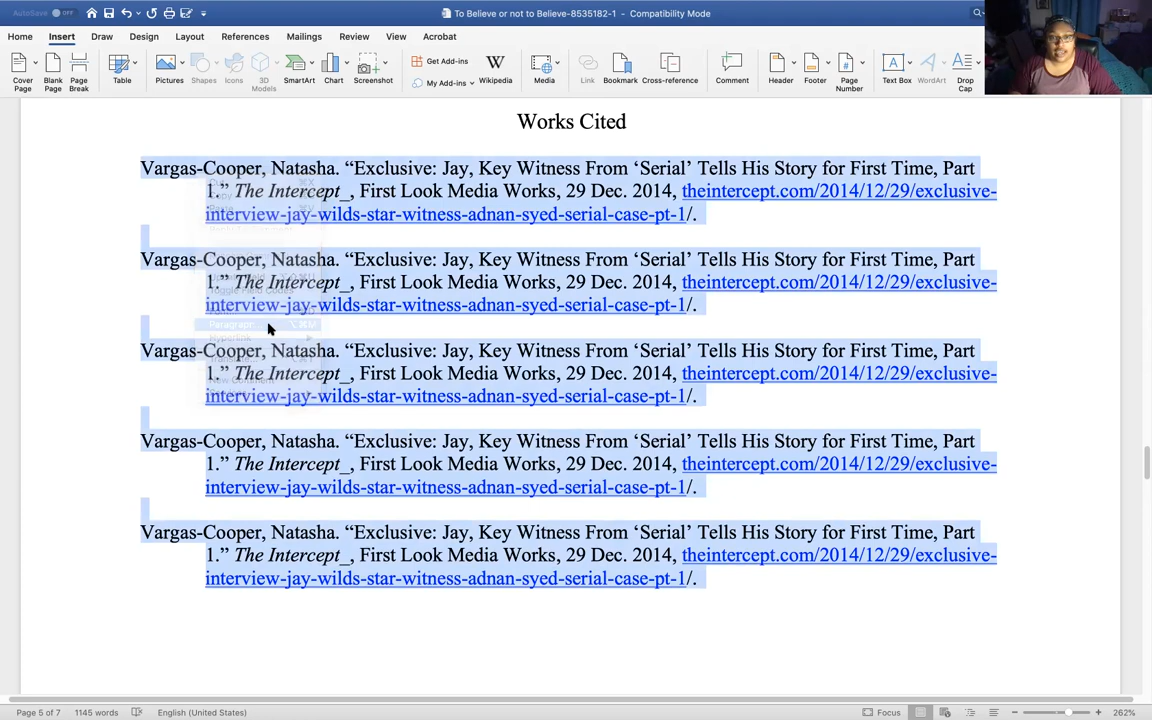 AutoSave OFF
To Believe or not to Believe-8535182-1 – Compatibility Mode
Home Insert Draw Design Layout References Mailings Review View Acrobat
Cover Page
Blank Page
Page Break
Table
Pictures
Shapes
Icons
3D Models
SmartArt
Chart
Screenshot
Get Add-ins
My Add-ins
Wikipedia
Media
Link
Bookmark
Cross-reference
Comment
Header
Footer
Page Number
Text Box
WordArt
Drop Cap
Works Cited
Vargas-Cooper, Natasha. “Exclusive: Jay, Key Witness From ‘Serial’ Tells His Story for First Time, Part
1.” The Intercept_, First Look Media Works, 29 Dec. 2014, theintercept.com/2014/12/29/exclusive-
interview-jay-wilds-star-witness-adnan-syed-serial-case-pt-1/.
Vargas-Cooper, Natasha. “Exclusive: Jay, Key Witness From ‘Serial’ Tells His Story for First Time, Part
1.” The Intercept_, First Look Media Works, 29 Dec. 2014, theintercept.com/2014/12/29/exclusive-
interview-jay-wilds-star-witness-adnan-syed-serial-case-pt-1/.
Paragraph...
Hyperlink
Vargas-Cooper, Natasha. “Exclusive: Jay, Key Witness From ‘Serial’ Tells His Story for First Time, Part
1.” The Intercept_, First Look Media Works, 29 Dec. 2014, theintercept.com/2014/12/29/exclusive-
New Comment
interview-jay-wilds-star-witness-adnan-syed-serial-case-pt-1/.
Vargas-Cooper, Natasha. “Exclusive: Jay, Key Witness From ‘Serial’ Tells His Story for First Time, Part
1.” The Intercept_, First Look Media Works, 29 Dec. 2014, theintercept.com/2014/12/29/exclusive-
interview-jay-wilds-star-witness-adnan-syed-serial-case-pt-1/.
Vargas-Cooper, Natasha. “Exclusive: Jay, Key Witness From ‘Serial’ Tells His Story for First Time, Part
1.” The Intercept_, First Look Media Works, 29 Dec. 2014, theintercept.com/2014/12/29/exclusive-
interview-jay-wilds-star-witness-adnan-syed-serial-case-pt-1/.
Page 5 of 7 1145 words English (United States) Focus 262%